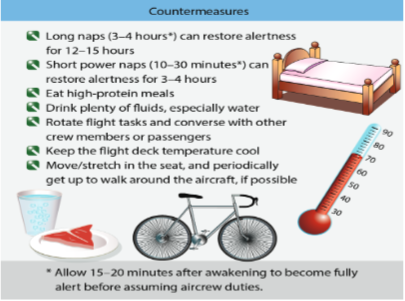 Countermeasures
Long naps (3–4 hours*) can restore alertness
for 12–15 hours
Short power naps (10–30 minutes*) can
restore alertness for 3–4 hours
Eat high-protein meals
Drink plenty of fluids, especially water
Rotate flight tasks and converse with other
crew members or passengers
Keep the flight deck temperature cool
Move/stretch in the seat, and periodically
get up to walk around the aircraft, if possible
90
80
70
60
50
40
30
* Allow 15–20 minutes after awakening to become fully
alert before assuming aircrew duties.